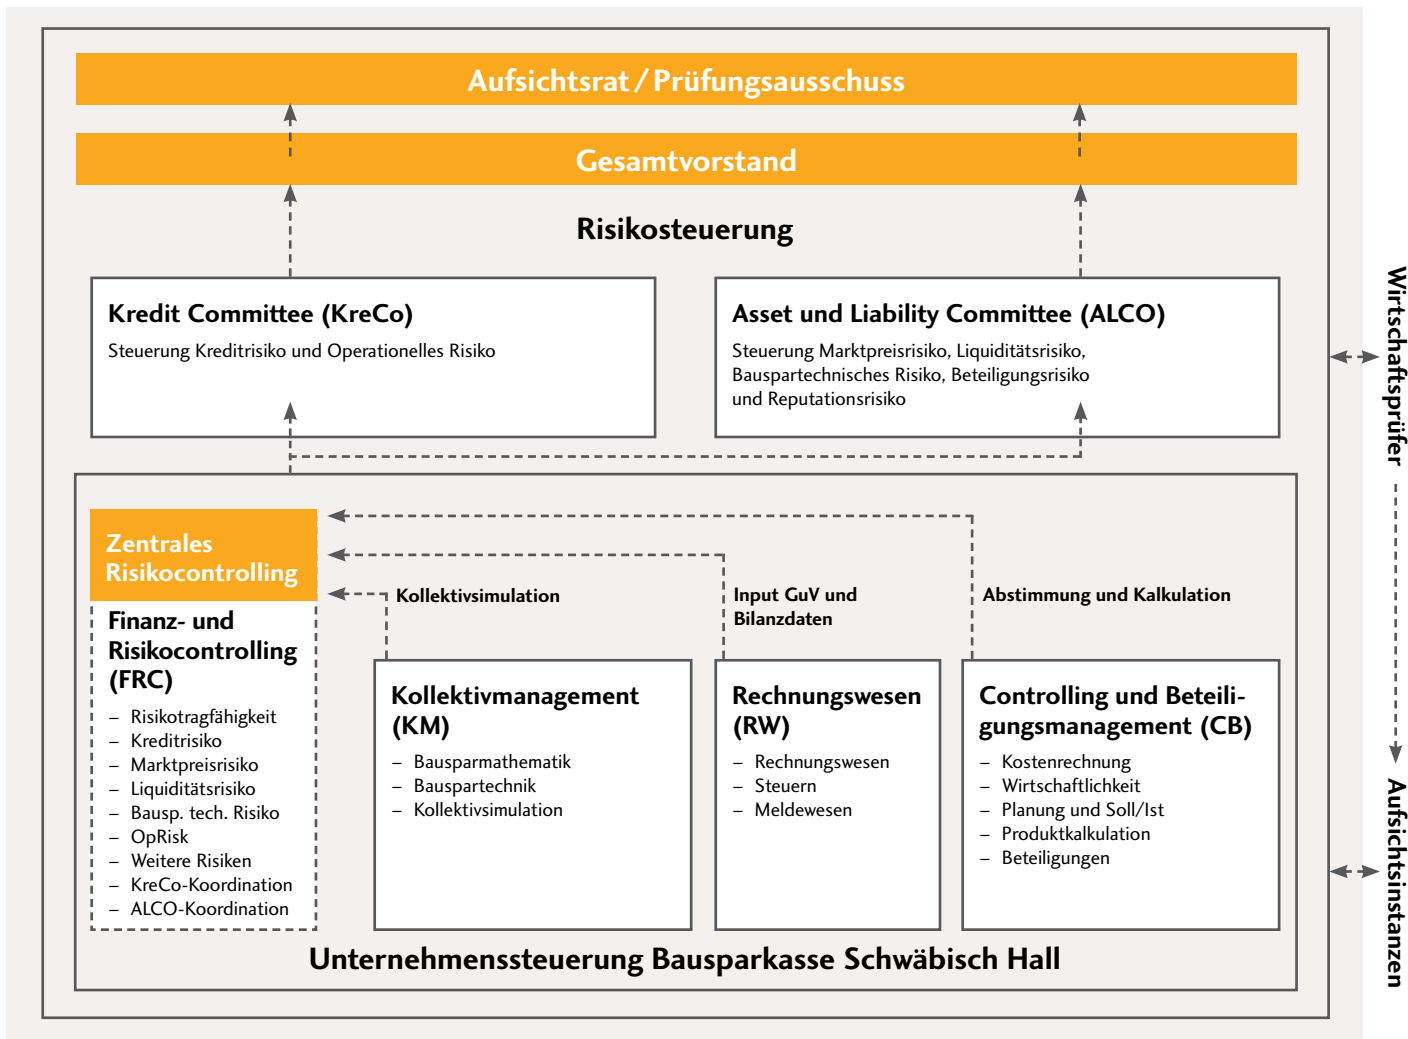 Aufsichtsrat / Prüfungsausschuss
Gesamtvorstand
Risikosteuerung
Kredit Committee (KreCo)
Steuerung Kreditrisiko und Operationelles Risiko
Asset und Liability Committee (ALCO)
Steuerung Marktpreisrisiko, Liquiditätsrisiko,
Bauspartechnisches Risiko, Beteiligungsrisiko
und Reputationsrisiko
Zentrales
Risikocontrolling
Finanz- und
Risikocontrolling
(FRC)
– Risikotragfähigkeit
– Kreditrisiko
– Marktpreisrisiko
– Liquiditätsrisiko
– Bausp. tech. Risiko
– OpRisk
– Weitere Risiken
– KreCo-Koordination
– ALCO-Koordination
Kollektivsimulation
Kollektivmanagement
(KM)
– Bausparmathematik
– Bauspartechnik
– Kollektivsimulation
Input GuV und
Bilanzdaten
Rechnungswesen
(RW)
– Rechnungswesen
– Steuern
– Meldewesen
Abstimmung und Kalkulation
Controlling und Beteili-
gungsmanagement (CB)
– Kostenrechnung
– Wirtschaftlichkeit
– Planung und Soll/Ist
– Produktkalkulation
– Beteiligungen
Unternehmenssteuerung Bausparkasse Schwäbisch Hall
Wirtschaftsprüfer
Aufsichtsinstanzen